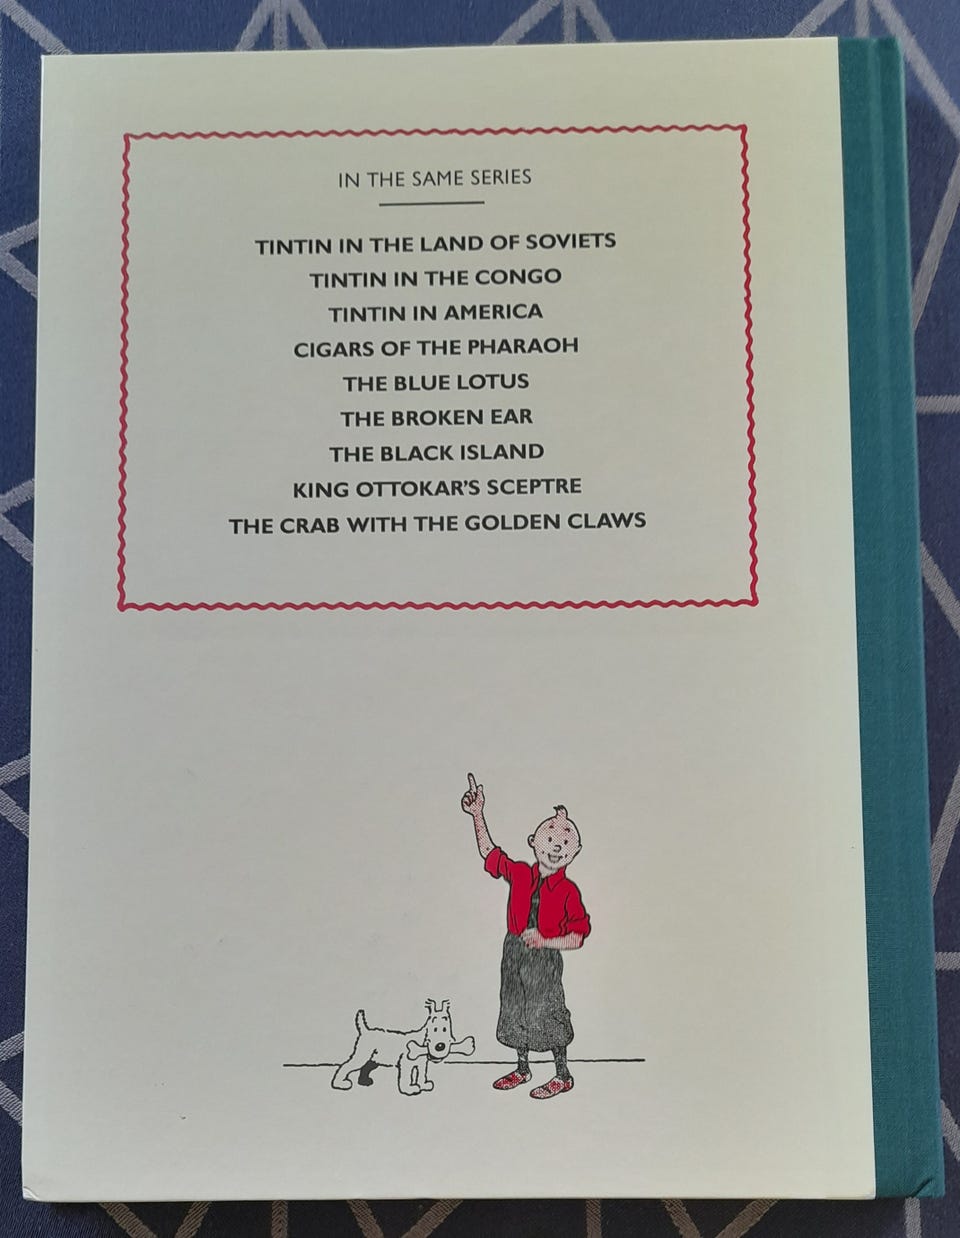 IN THE SAME SERIES
TINTIN IN THE LAND OF SOVIETS
TINTIN IN THE CONGO
TINTIN IN AMERICA
CIGARS OF THE PHARAOH
THE BLUE LOTUS
THE BROKEN EAR
THE BLACK ISLAND
KING OTTOKAR'S SCEPTRE
THE CRAB WITH THE GOLDEN CLAWS